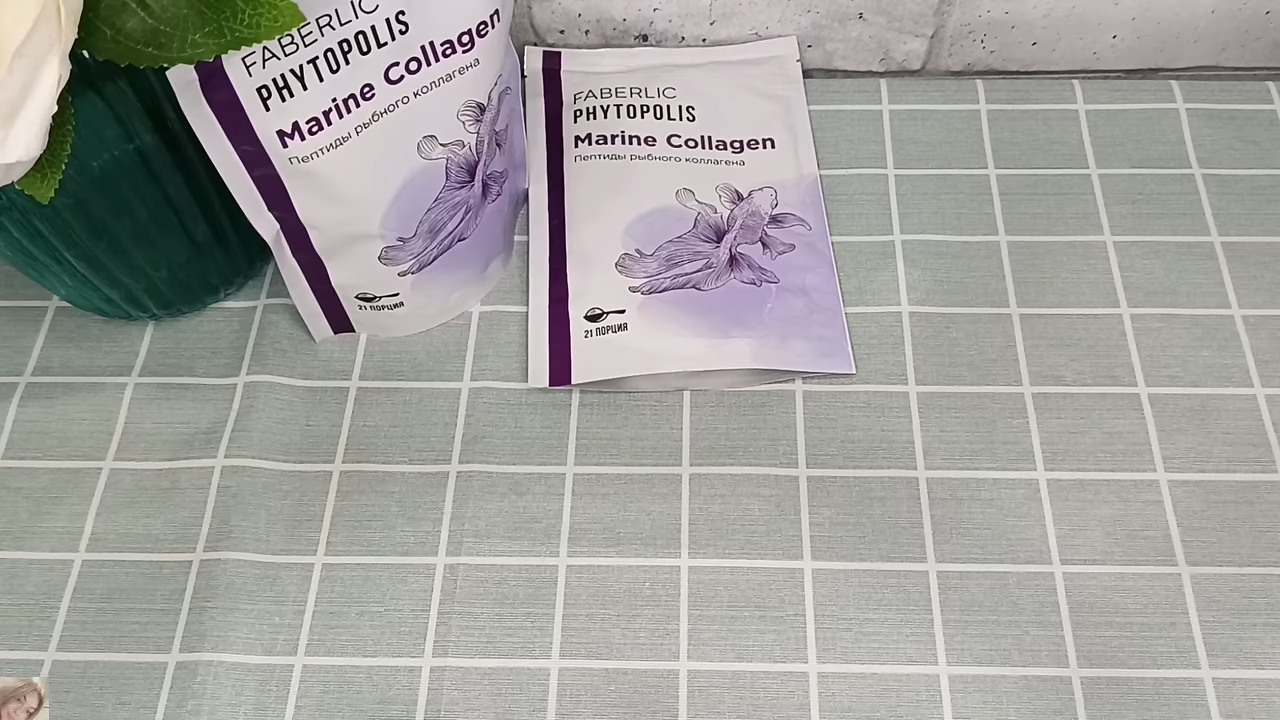 FABERLIC
PHYTOPOLIS
Marine Collagen
Пептиды рыбного коллагена
21 ПОРЦИЯ
FABERLIC
PHYTOPOLIS
Marine Collagen
Пептиды рыбного коллагена
21 ПОРЦИЯ